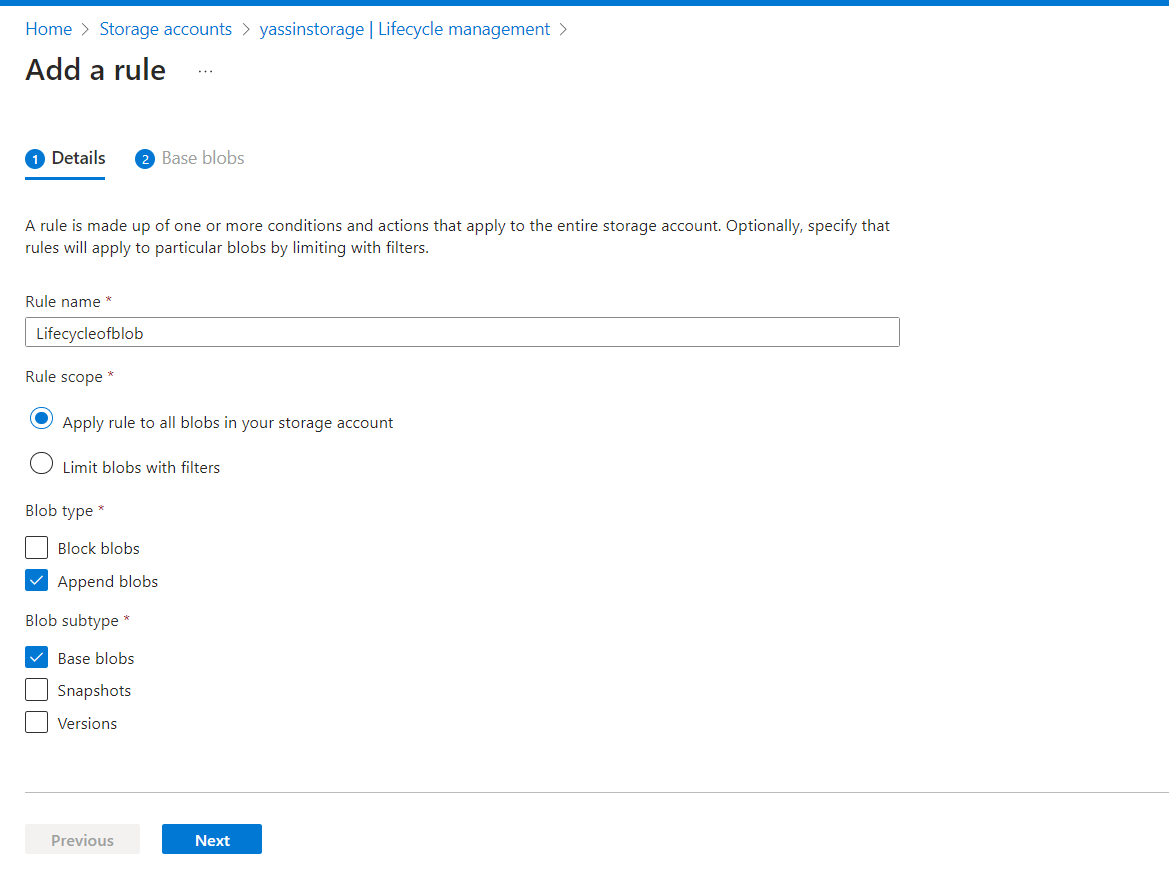 Home > Storage accounts > yassinstorage | Lifecycle management >
Add a rule ...
1 Details 2 Base blobs
A rule is made up of one or more conditions and actions that apply to the entire storage account. Optionally, specify that
rules will apply to particular blobs by limiting with filters.
Rule name *
Lifecycleofblob
Rule scope *
Apply rule to all blobs in your storage account
Limit blobs with filters
Blob type *
Block blobs
Append blobs
Blob subtype *
Base blobs
Snapshots
Versions
Previous Next